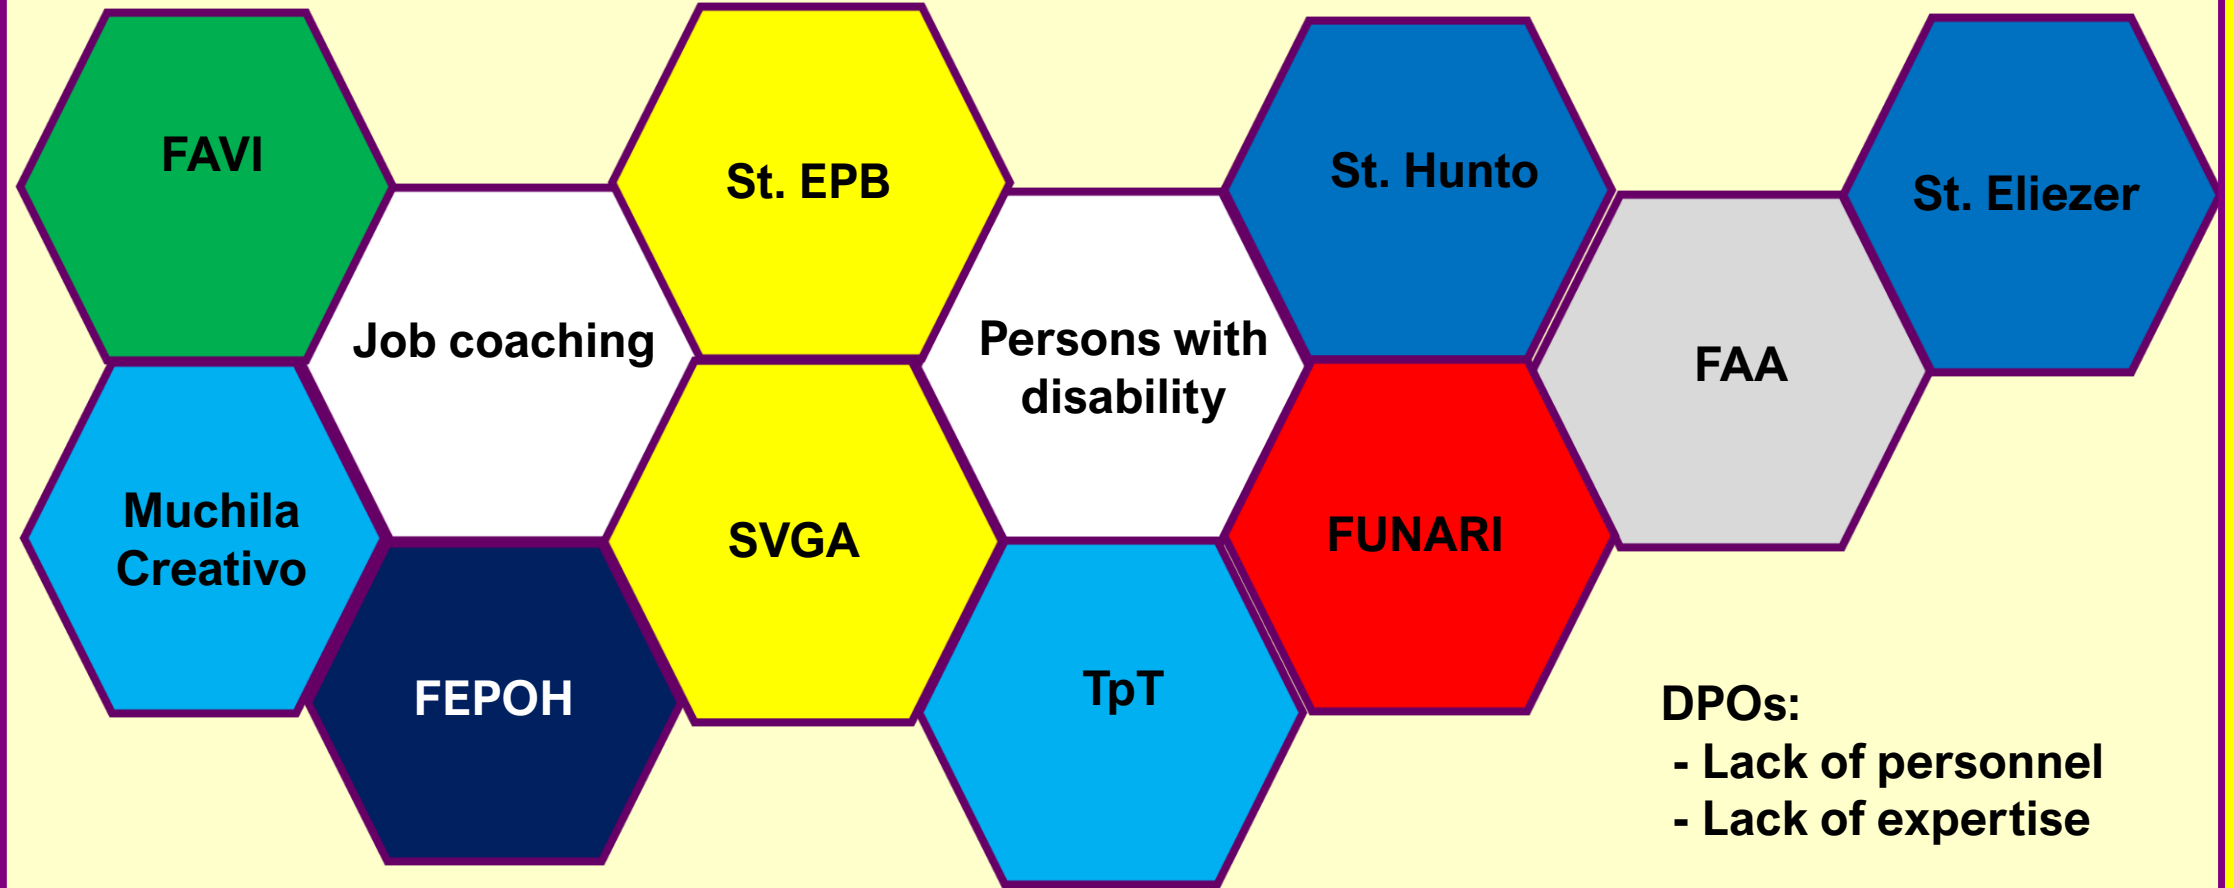 FAVI
St. EPB
St. Hunto
St. Eliezer
Job coaching
Persons with
disability
FAA
Muchila
Creativo
SVGA
FUNARI
FEPOH
TpT
DPOs:
- Lack of personnel
- Lack of expertise